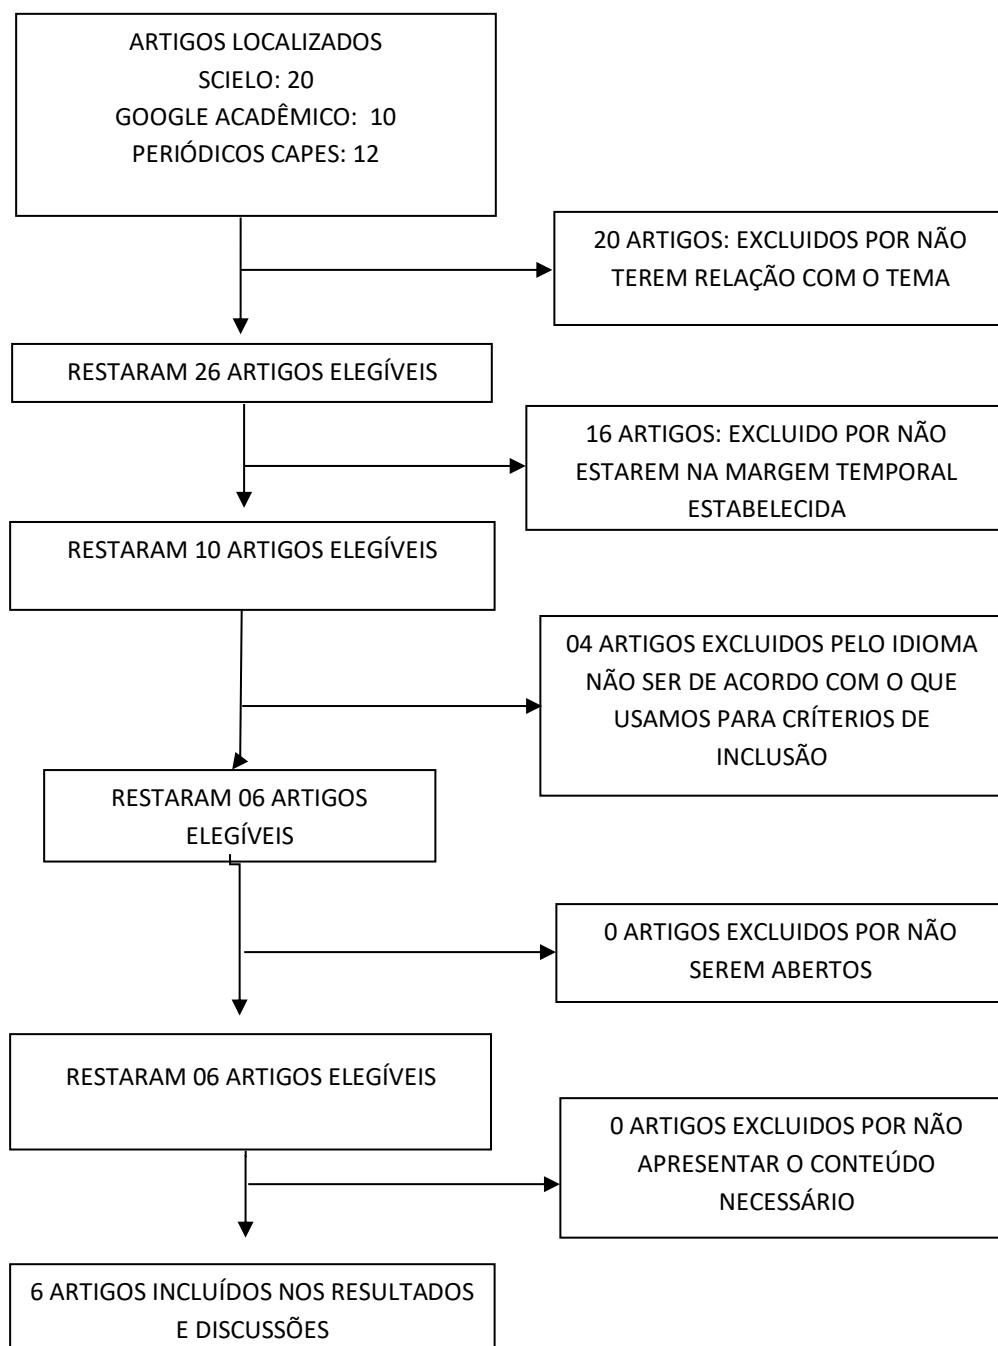 ARTIGOS LOCALIZADOS
SCIELO: 20
GOOGLE ACADÊMICO: 10
PERIÓDICOS CAPES: 12
20 ARTIGOS: EXCLUIDOS POR NÃO
TEREM RELAÇÃO COM O TEMA
RESTARAM 26 ARTIGOS ELEGÍVEIS
16 ARTIGOS: EXCLUIDO POR NÃO
ESTAREM NA MARGEM TEMPORAL
ESTABELECIDA
RESTARAM 10 ARTIGOS ELEGÍVEIS
04 ARTIGOS EXCLUIDOS PELO IDIOMA
NÃO SER DE ACORDO COM O QUE
USAMOS PARA CRÍTERIOS DE
INCLUSÃO
RESTARAM 06 ARTIGOS
ELEGÍVEIS
0 ARTIGOS EXCLUIDOS POR NÃO
SEREM ABERTOS
RESTARAM 06 ARTIGOS ELEGÍVEIS
0 ARTIGOS EXCLUIDOS POR NÃO
APRESENTAR O CONTEÚDO
NECESSÁRIO
6 ARTIGOS INCLUÍDOS NOS RESULTADOS
E DISCUSSÕES